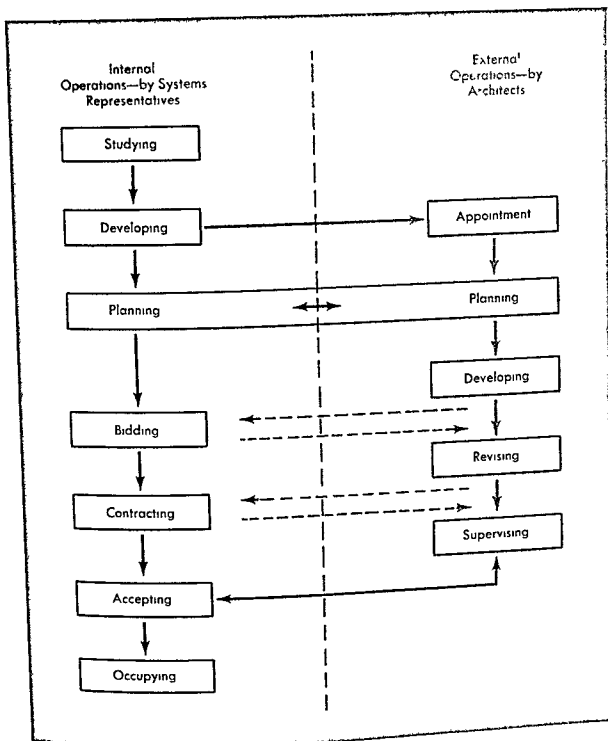 Internal
Operations—by Systems
Representatives
External
Operations—by
Architects
Studying
Developing
Appointment
Planning
Planning
Developing
Bidding
Revising
Contracting
Supervising
Accepting
Occupying